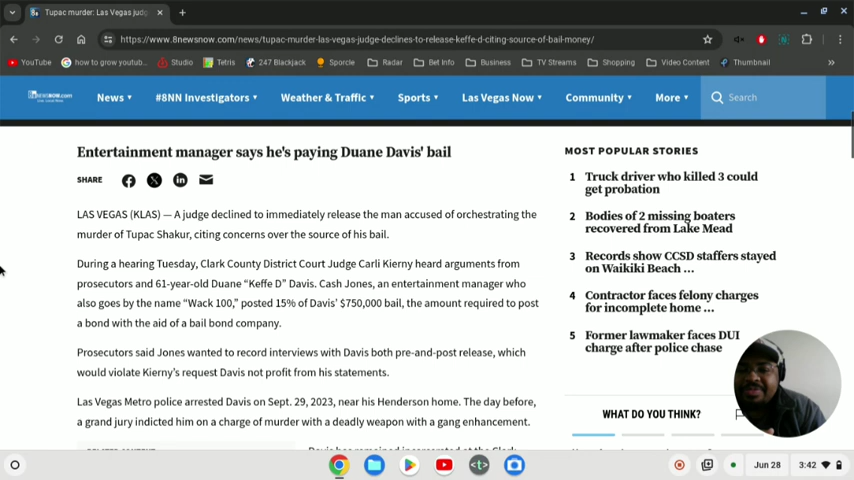 Tupac murder: Las Vegas judg
https://www.8newsnow.com/news/tupac-murder-las-vegas-judge-declines-to-release-keffe-d-citing-source-of-bail-money/
YouTube
how to grow youtub...
Studio
Tetris
247 Blackjack
Sporcle
Radar
Bet Info
Business
TV Streams
Shopping
Video Content
Thumbnail
8NEWSNOW.com
News
#8NN Investigators
Weather & Traffic
Sports
Las Vegas Now
Community
More
Search
Entertainment manager says he's paying Duane Davis' bail
SHARE
LAS VEGAS (KLAS) — A judge declined to immediately release the man accused of orchestrating the
murder of Tupac Shakur, citing concerns over the source of his bail.
During a hearing Tuesday, Clark County District Court Judge Carli Kierny heard arguments from
prosecutors and 61-year-old Duane “Keffe D” Davis. Cash Jones, an entertainment manager who
also goes by the name “Wack 100,” posted 15% of Davis’ $750,000 bail, the amount required to post
a bond with the aid of a bail bond company.
Prosecutors said Jones wanted to record interviews with Davis both pre-and-post release, which
would violate Kierny’s request Davis not profit from his statements.
Las Vegas Metro police arrested Davis on Sept. 29, 2023, near his Henderson home. The day before,
a grand jury indicted him on a charge of murder with a deadly weapon with a gang enhancement.
MOST POPULAR STORIES
1 Truck driver who killed 3 could
get probation
2 Bodies of 2 missing boaters
recovered from Lake Mead
3 Records show CCSD staffers stayed
on Waikiki Beach ...
4 Contractor faces felony charges
for incomplete home ...
5 Former lawmaker faces DUI
charge after police chase
WHAT DO YOU THINK?
Jun 28
3:42